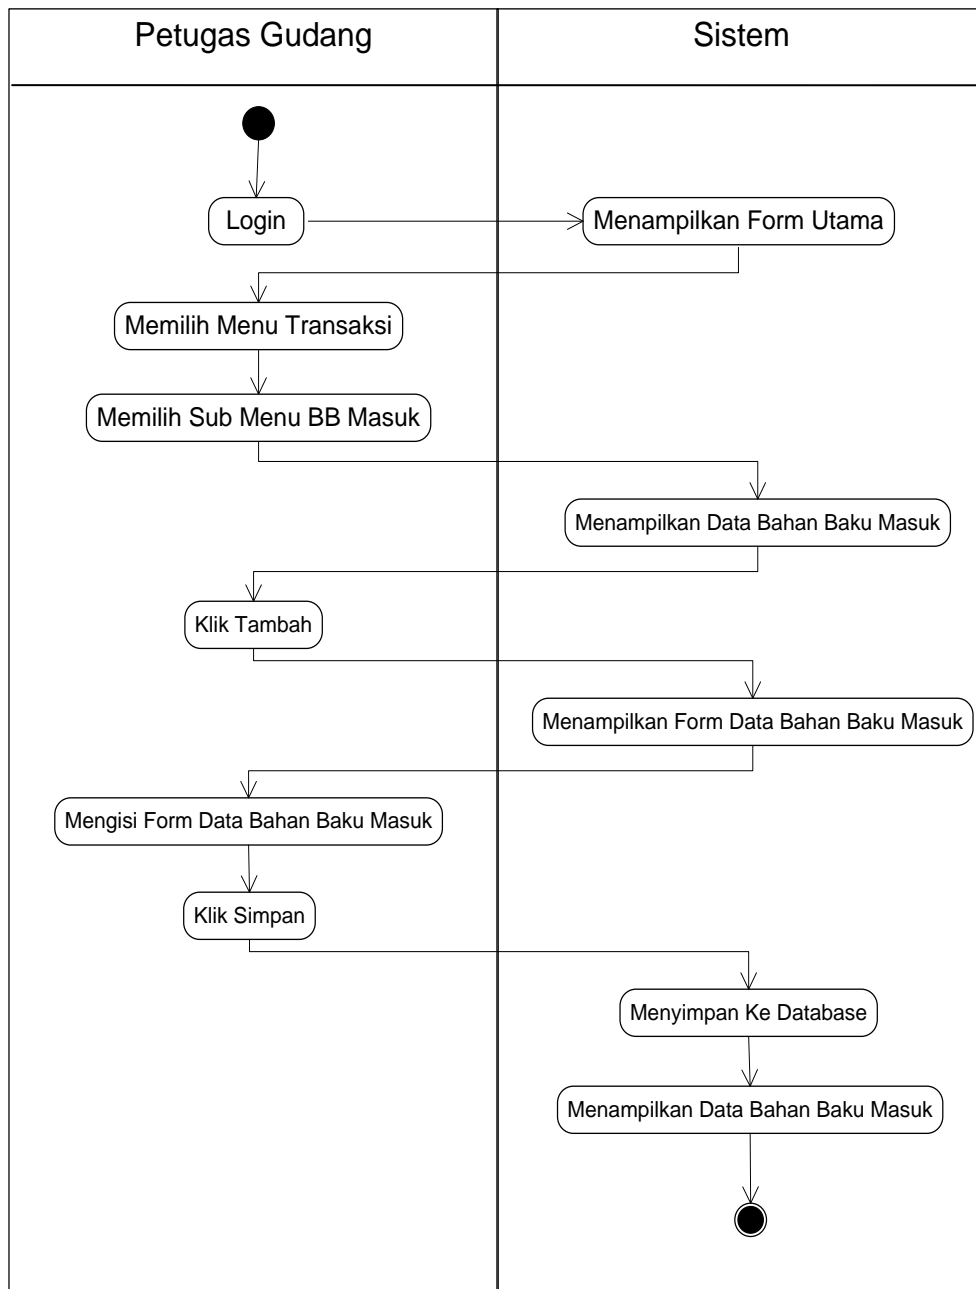 Petugas Gudang
Sistem
Login
Menampilkan Form Utama
Memilih Menu Transaksi
Memilih Sub Menu BB Masuk
Menampilkan Data Bahan Baku Masuk
Klik Tambah
Menampilkan Form Data Bahan Baku Masuk
Mengisi Form Data Bahan Baku Masuk
Klik Simpan
Menyimpan Ke Database
Menampilkan Data Bahan Baku Masuk